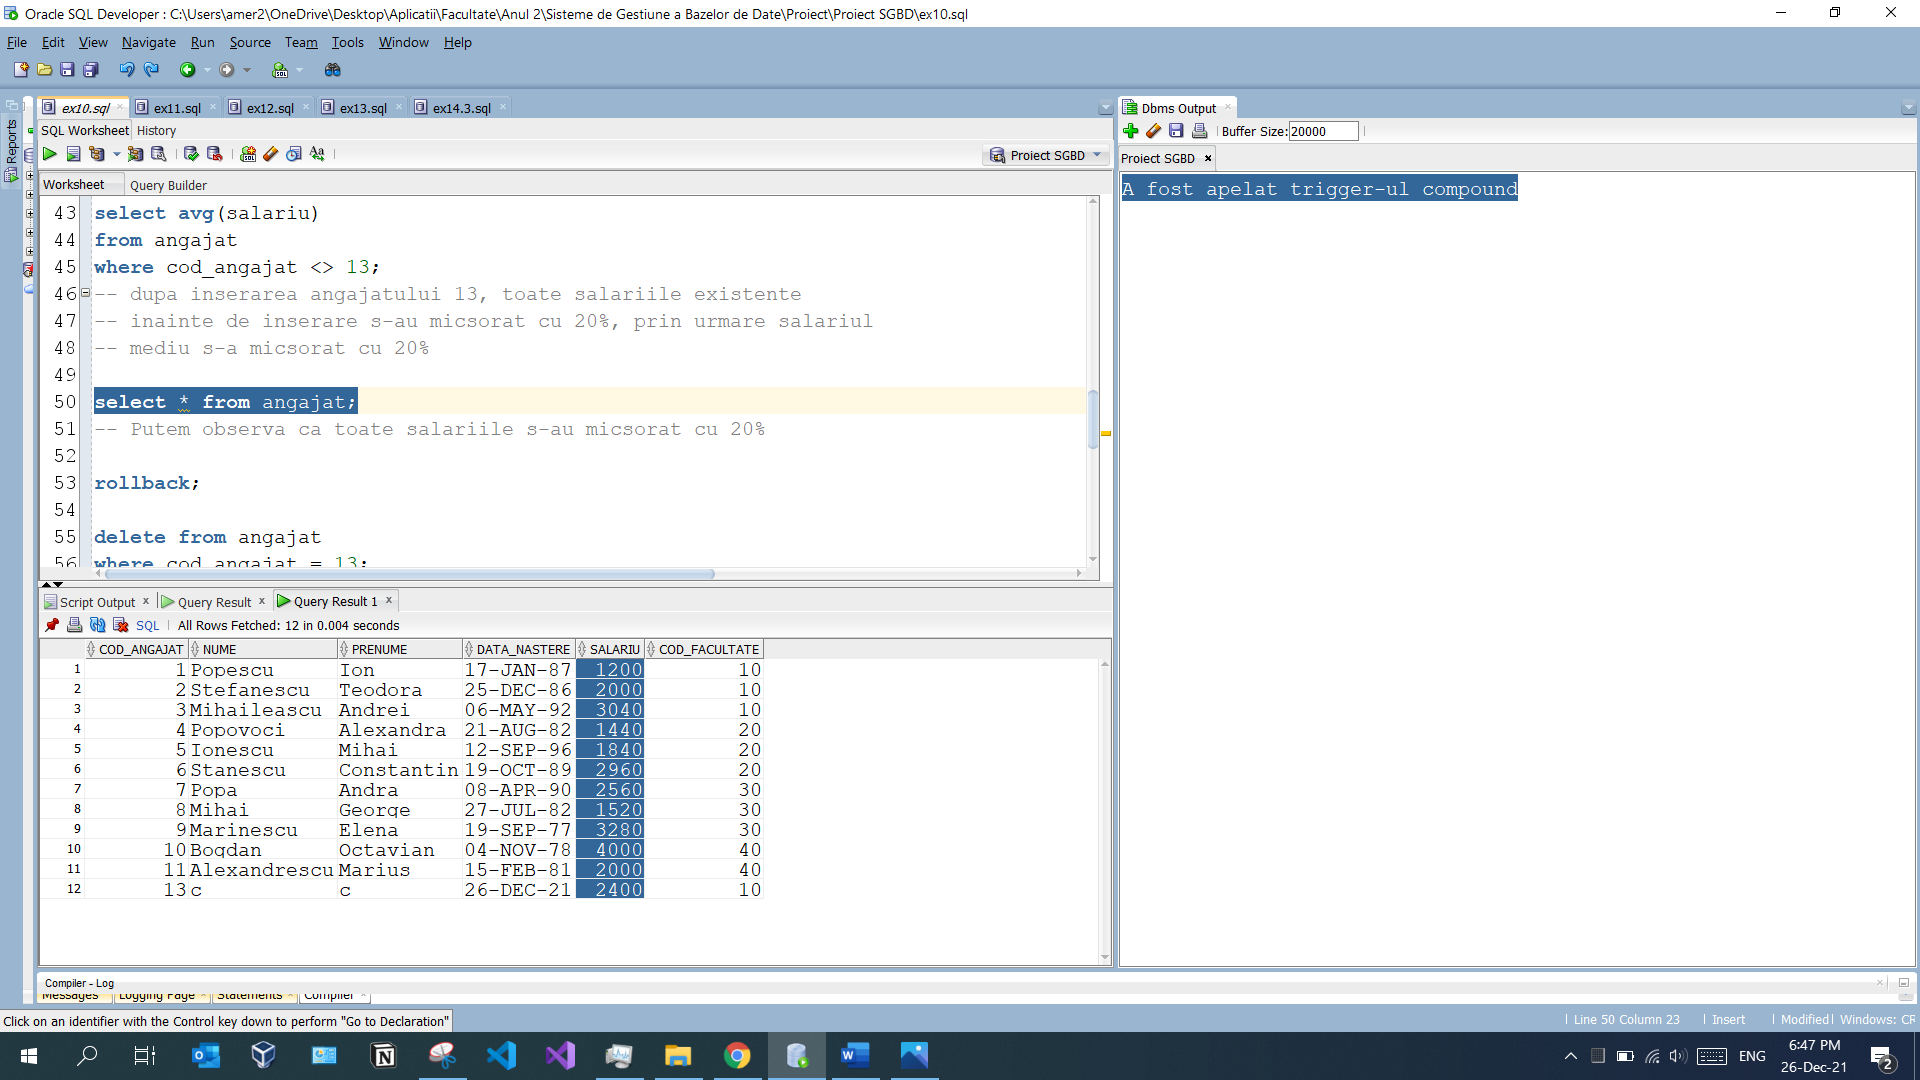 Oracle SQL Developer : C:\Users\amer2\OneDrive\Desktop\Aplicatii\Facultate\Anul 2\Sisteme de Gestiune a Bazelor de Date\Proiect\Proiect SGBD\ex10.sql
File Edit View Navigate Run Source Team Tools Window Help
ex10.sql ex11.sql ex12.sql ex13.sql ex14.3.sql
SQL Worksheet History
Proiect SGBD
Worksheet Query Builder
43 select avg(salariu)
44 from angajat
45 where cod_angajat <> 13;
46 -- dupa inserarea angajatului 13, toate salariile existente
47 -- inainte de inserare s-au micsorat cu 20%, prin urmare salariul
48 -- mediu s-a micsorat cu 20%
49
50 select * from angajat;
51 -- Putem observa ca toate salariile s-au micsorat cu 20%
52
53 rollback;
54
55 delete from angajat
56 where cod_angajat = 13;
Reports
Dbms Output
Buffer Size: 20000
Proiect SGBD
A fost apelat trigger-ul compound
Script Output Query Result Query Result 1
SQL All Rows Fetched: 12 in 0.004 seconds
COD_ANGAJAT NUME PRENUME DATA_NASTERE SALARIU COD_FACULTATE
1 1 Popescu Ion 17-JAN-87 1200 10
2 2 Stefanescu Teodora 25-DEC-86 2000 10
3 3 Mihaileascu Andrei 06-MAY-92 3040 10
4 4 Popovoci Alexandra 21-AUG-82 1440 20
5 5 Ionescu Mihai 12-SEP-96 1840 20
6 6 Stanescu Constantin 19-OCT-89 2960 20
7 7 Popa Andra 08-APR-90 2560 30
8 8 Mihai George 27-JUL-82 1520 30
9 9 Marinescu Elena 19-SEP-77 3280 30
10 10 Bogdan Octavian 04-NOV-78 4000 40
11 11 Alexandrescu Marius 15-FEB-81 2000 40
12 13 c c 26-DEC-21 2400 10
Compiler - Log
Messages Logging Page Statements Compiler
Click on an identifier with the Control key down to perform "Go to Declaration"
Line 50 Column 23 Insert Modified Windows: CR
ENG
6:47 PM
26-Dec-21
2